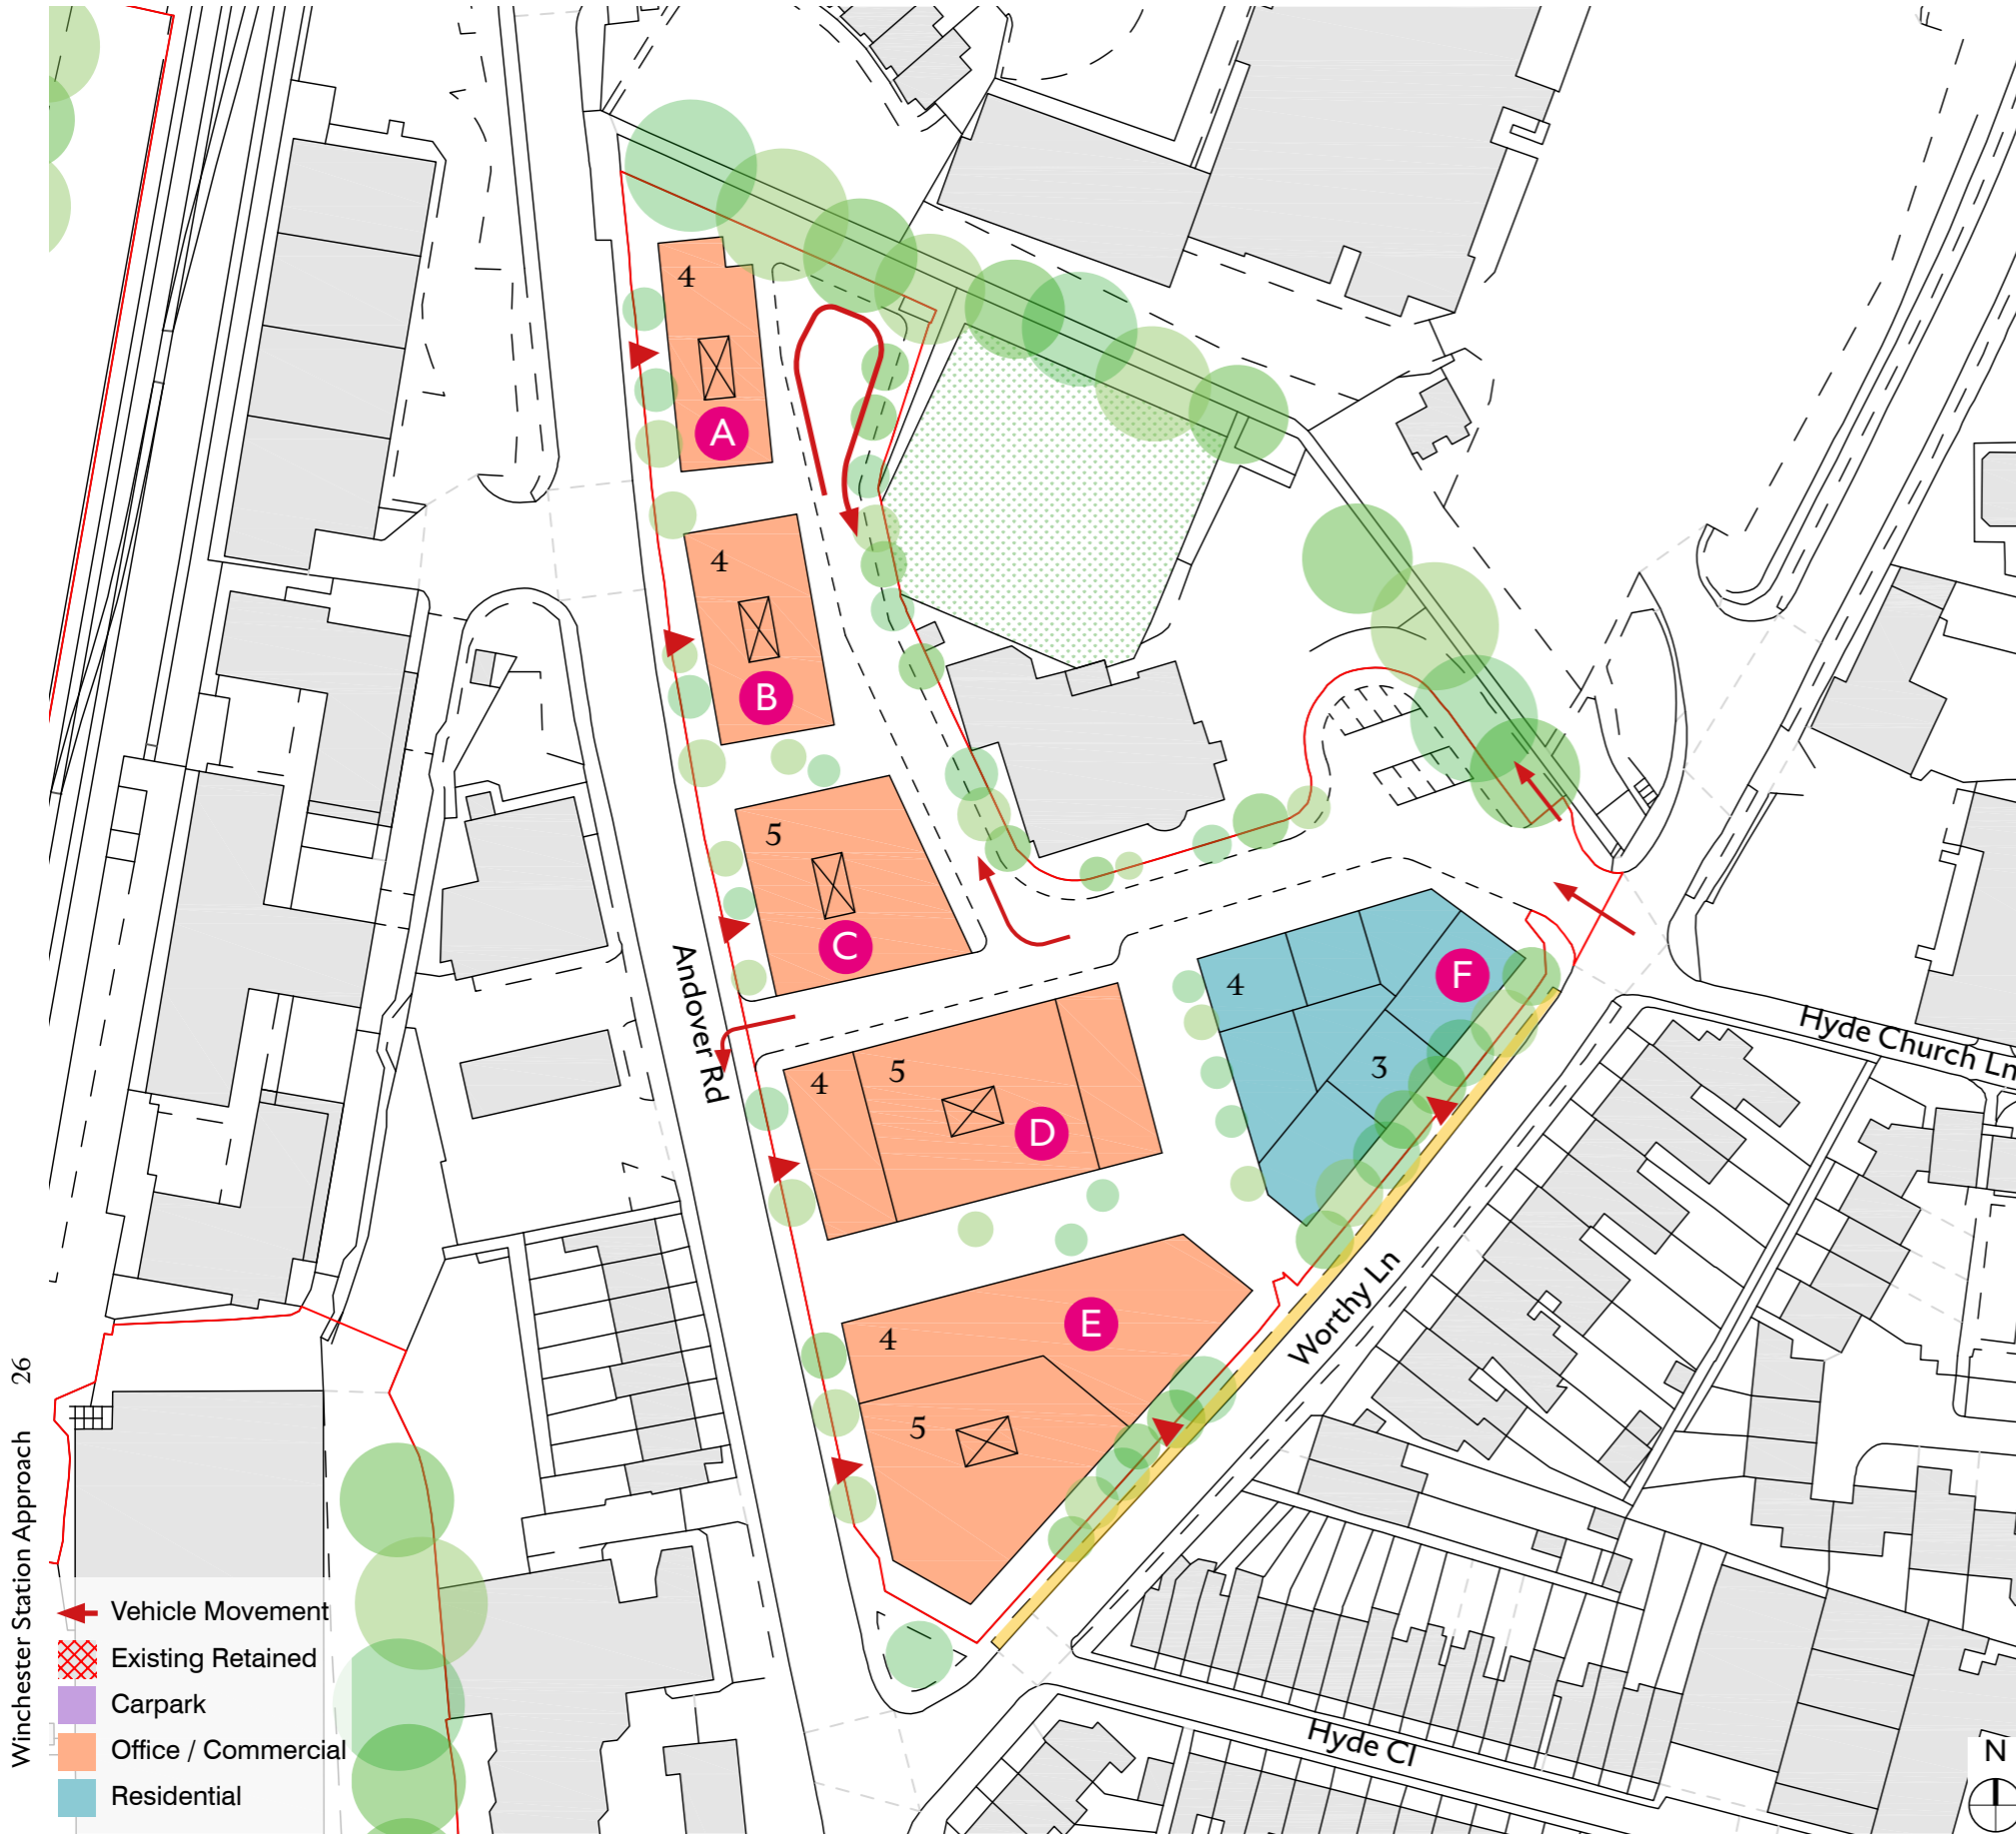 4
A
4
B
5
C
Andover Rd
4
5
D
4
F
3
Hyde Church Ln
4
E
5
Worthy Ln
Hyde Cl
N
Winchester Station Approach 26
Vehicle Movement
Existing Retained
Carpark
Office / Commercial
Residential